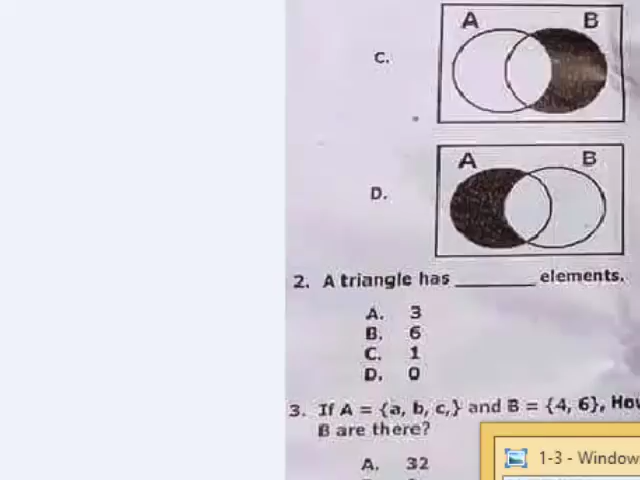 A B
C.
A B
D.
2. A triangle has ________ elements.
A. 3
B. 6
C. 1
D. 0
3. If A = {a, b, c,} and B = {4, 6}, How
B are there?
1-3 - Window
A. 32